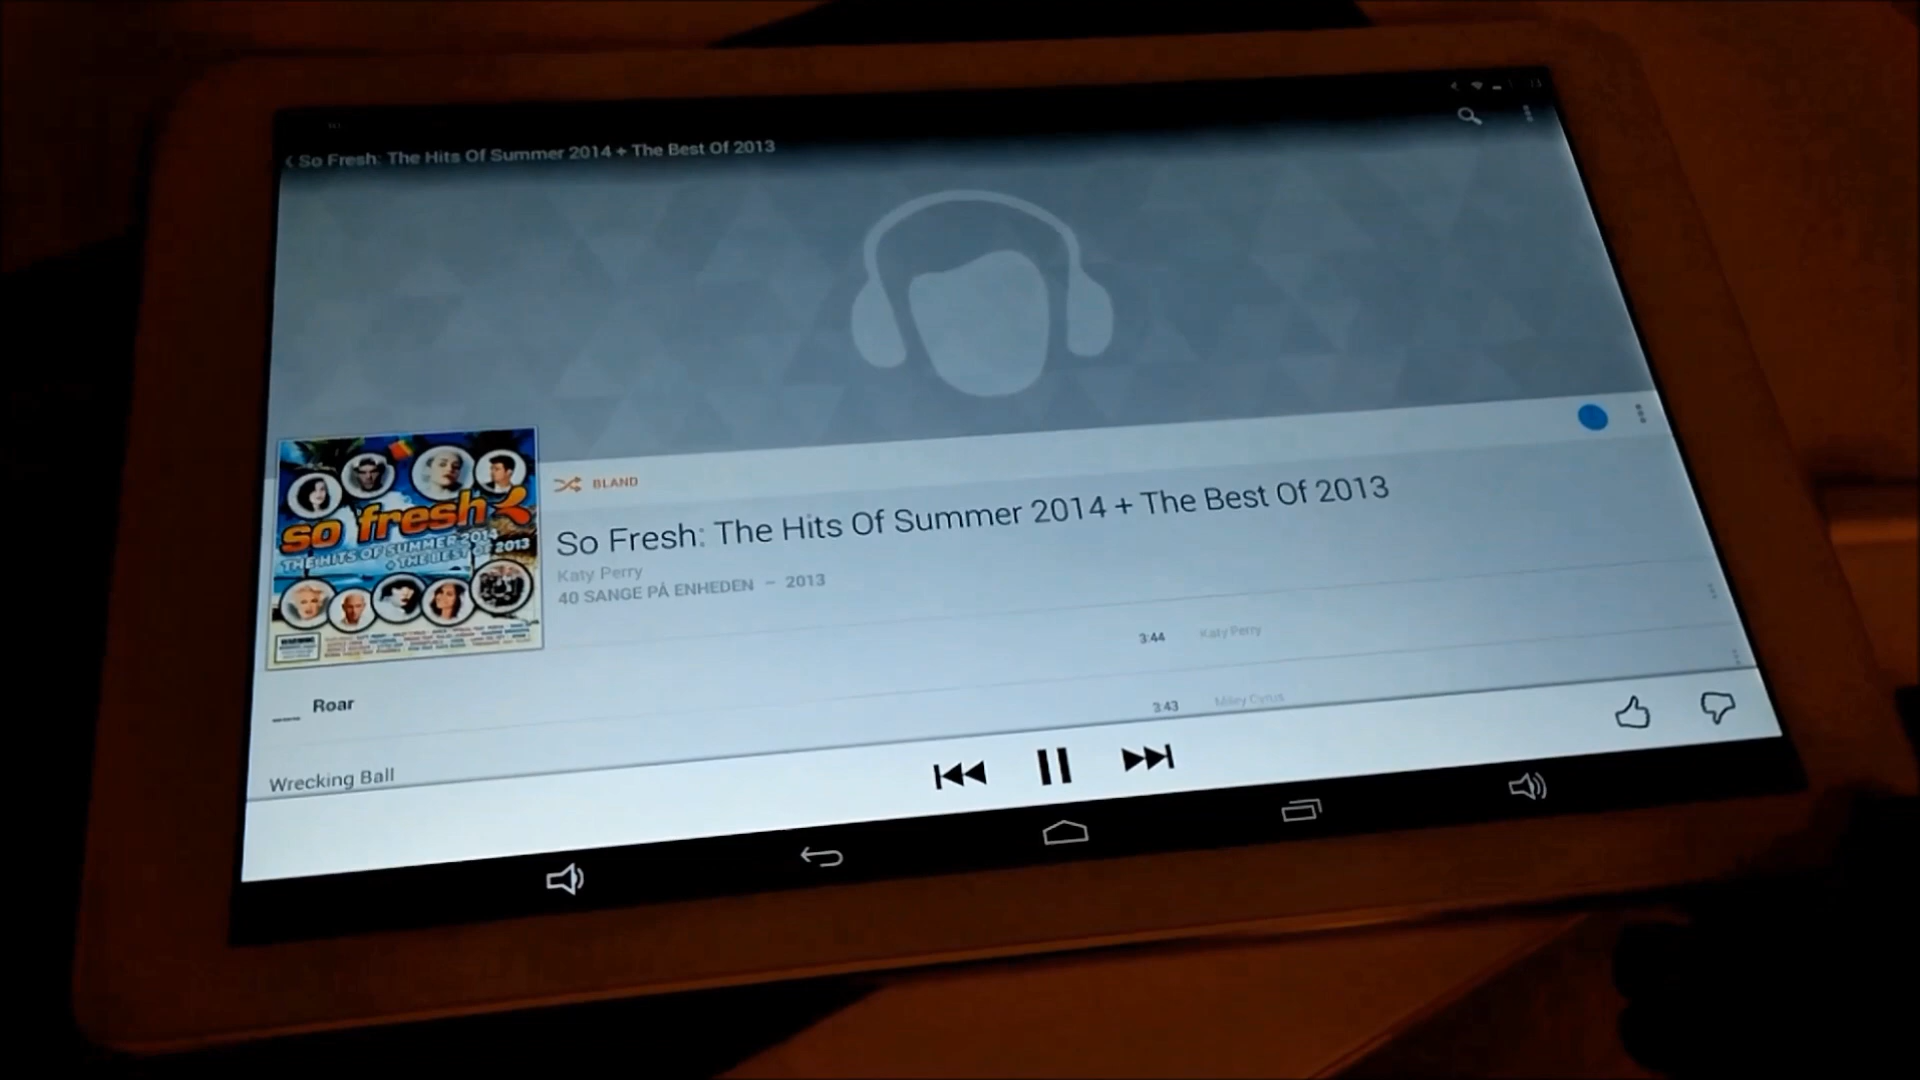 So Fresh: The Hits Of Summer 2014 + The Best Of 2013
so fresh
THE HITS OF SUMMER 2014
+ THE BEST OF 2013
BLAND
So Fresh: The Hits Of Summer 2014 + The Best Of 2013
Katy Perry
40 SANGE PÅ ENHEDEN – 2013
Roar 3:44 Katy Perry
Wrecking Ball 3:43 Miley Cyrus